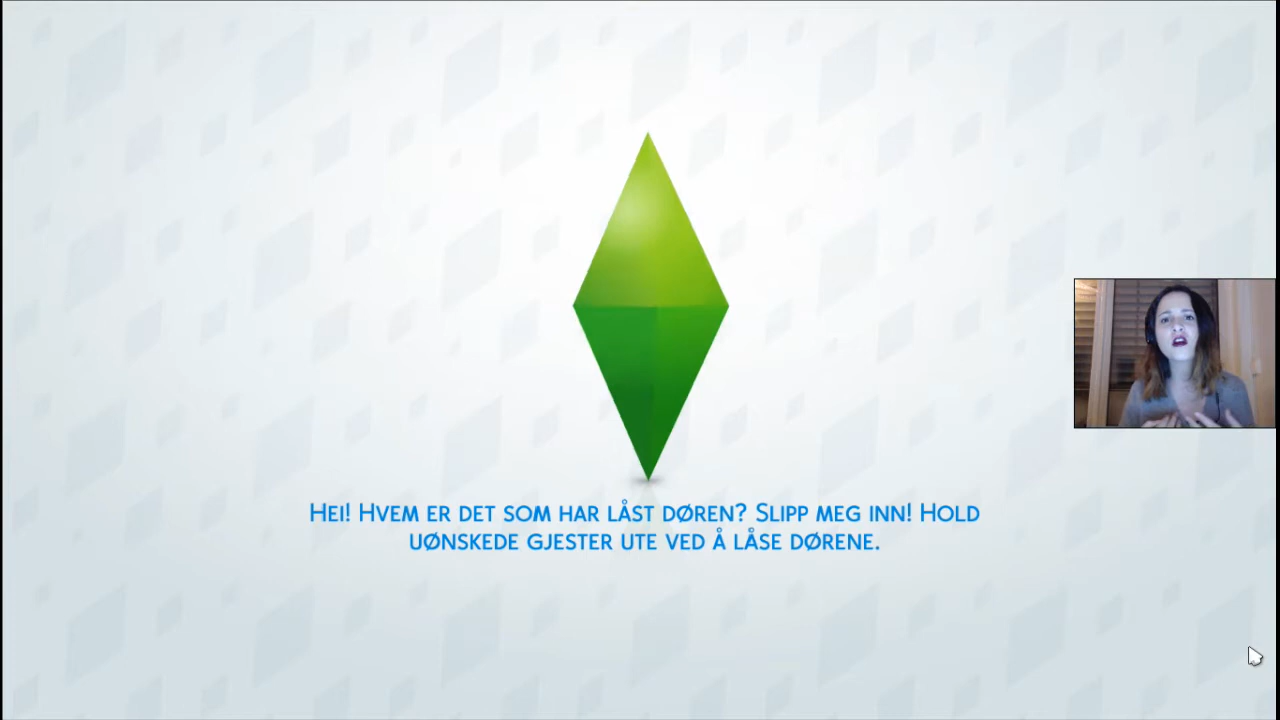 Hei! Hvem er det som har låst døren? Slipp meg inn! Hold
uønskede gjester ute ved å låse dørene.